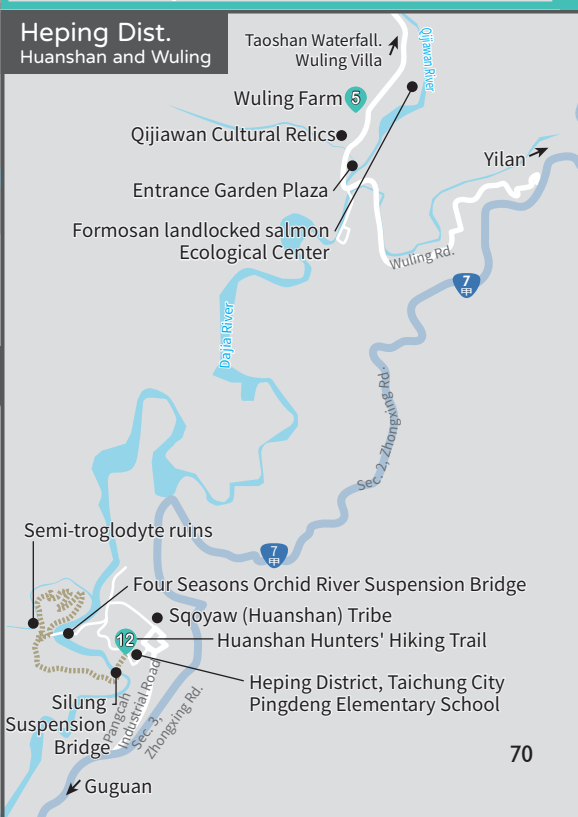 Heping Dist.
Huanshan and Wuling
Taoshan Waterfall.
Wuling Villa
Qijiawan River
Wuling Farm 5
Qijiawan Cultural Relics
Yilan
Entrance Garden Plaza
Formosan landlocked salmon
Ecological Center
Wuling Rd.
7
甲
Dajia River
Sec. 2, Zhongxing Rd.
7
甲
Semi-troglodyte ruins
Four Seasons Orchid River Suspension Bridge
Sqoyaw (Huanshan) Tribe
12 Huanshan Hunters' Hiking Trail
Heping District, Taichung City
Pingdeng Elementary School
Silung
Suspension
Bridge
Pangcah
Industrial Road
Sec. 3,
Zhongxing Rd.
70
Guguan